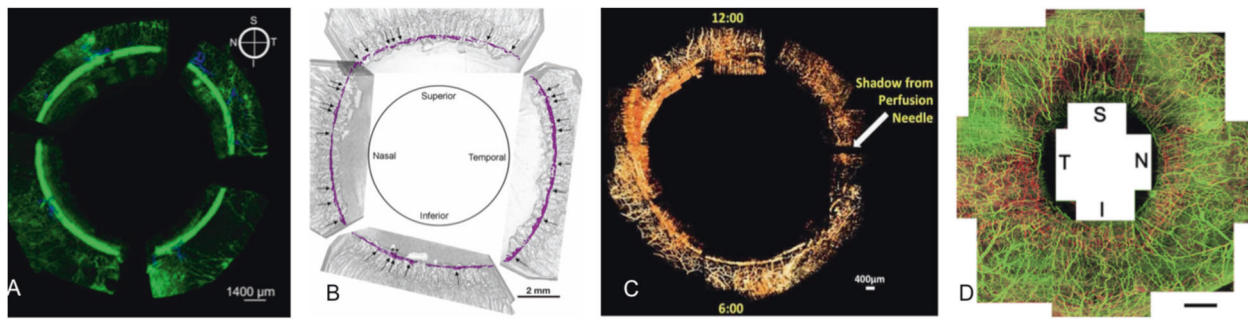 S
N T
I
1400 µm
A
Superior
Nasal
Temporal
Inferior
2 mm
B
12:00
Shadow from
Perfusion
Needle
400µm
6:00
C
S
T N
I
D